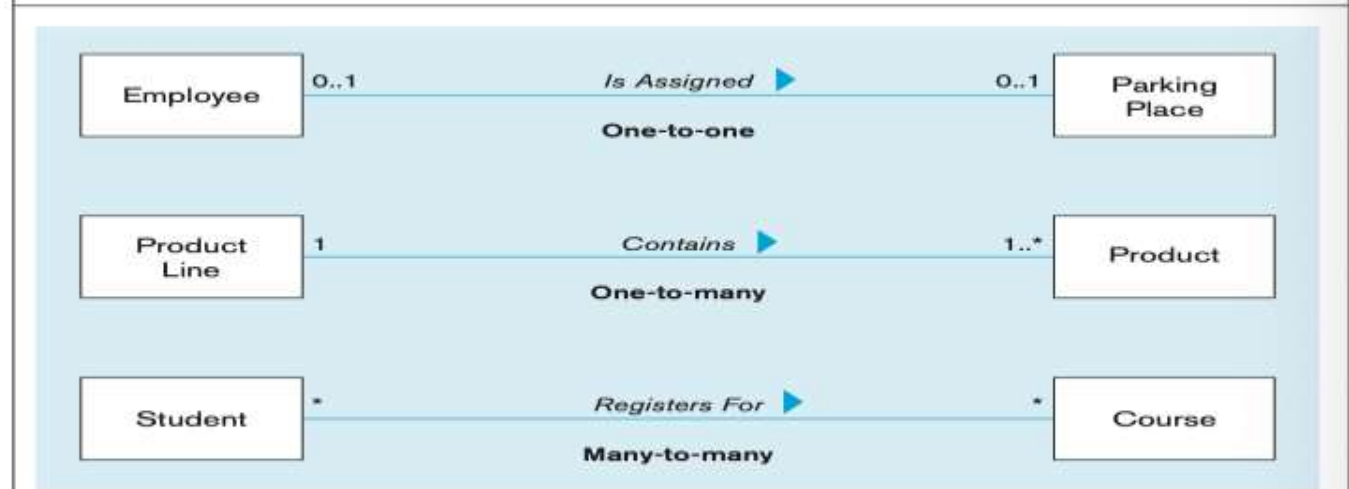 Employee
0..1
Is Assigned
0..1
Parking
Place
One-to-one
Product
Line
1
Contains
1..*
Product
One-to-many
Student
*
Registers For
*
Course
Many-to-many